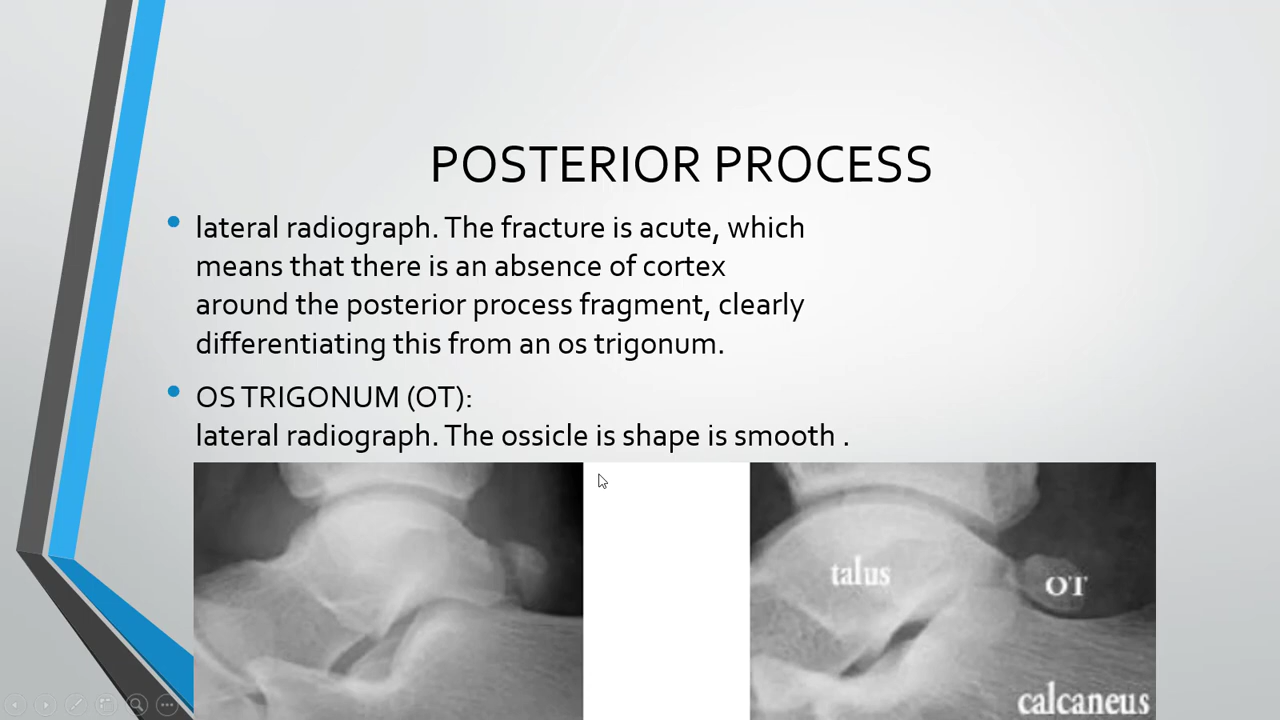 POSTERIOR PROCESS
lateral radiograph. The fracture is acute, which
means that there is an absence of cortex
around the posterior process fragment, clearly
differentiating this from an os trigonum.
OS TRIGONUM (OT):
lateral radiograph. The ossicle is shape is smooth .
talus
OT
calcaneus